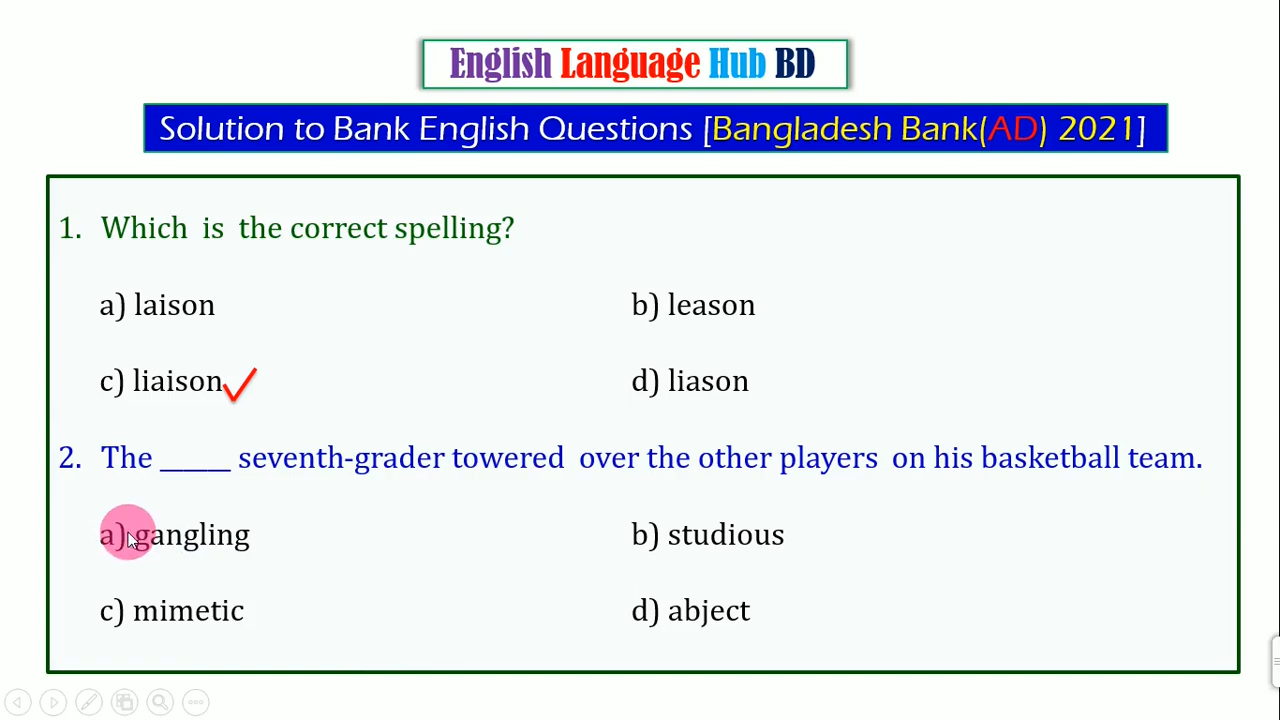 English Language Hub BD
Solution to Bank English Questions [Bangladesh Bank(AD) 2021]
1. Which is the correct spelling?
a) laison b) leason
c) liaison d) liason
2. The ______ seventh-grader towered over the other players on his basketball team.
a) gangling b) studious
c) mimetic d) abject